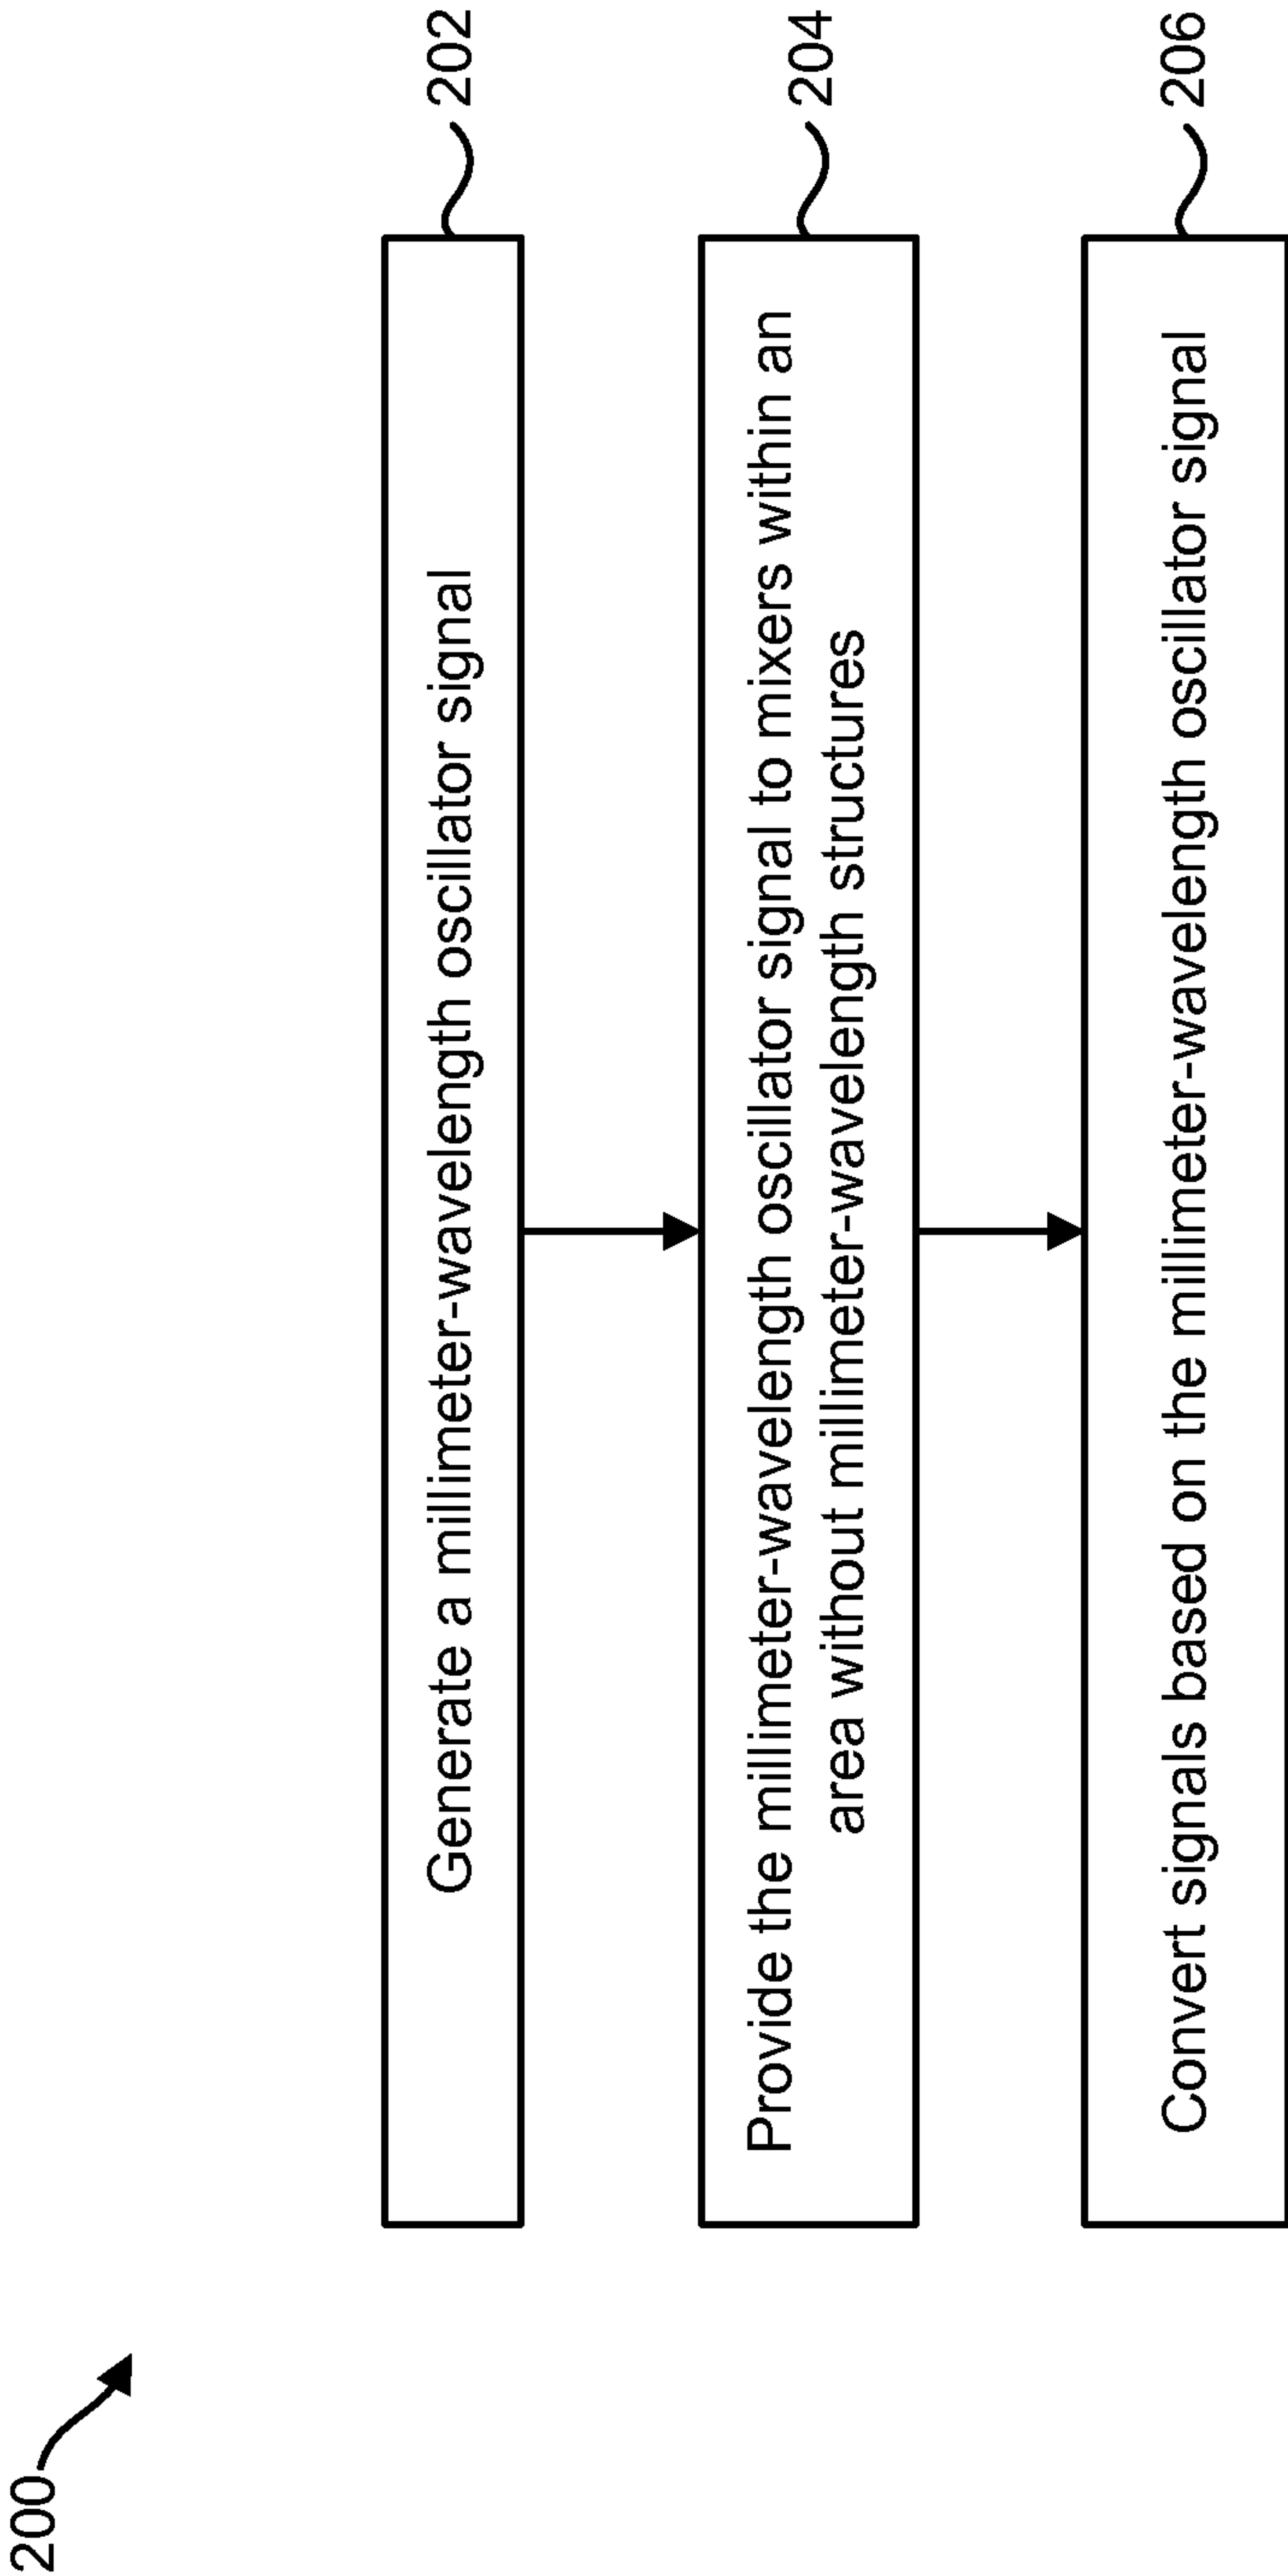 200
Generate a millimeter-wavelength oscillator signal
202
Provide the millimeter-wavelength oscillator signal to mixers within an
area without millimeter-wavelength structures
204
Convert signals based on the millimeter-wavelength oscillator signal
206